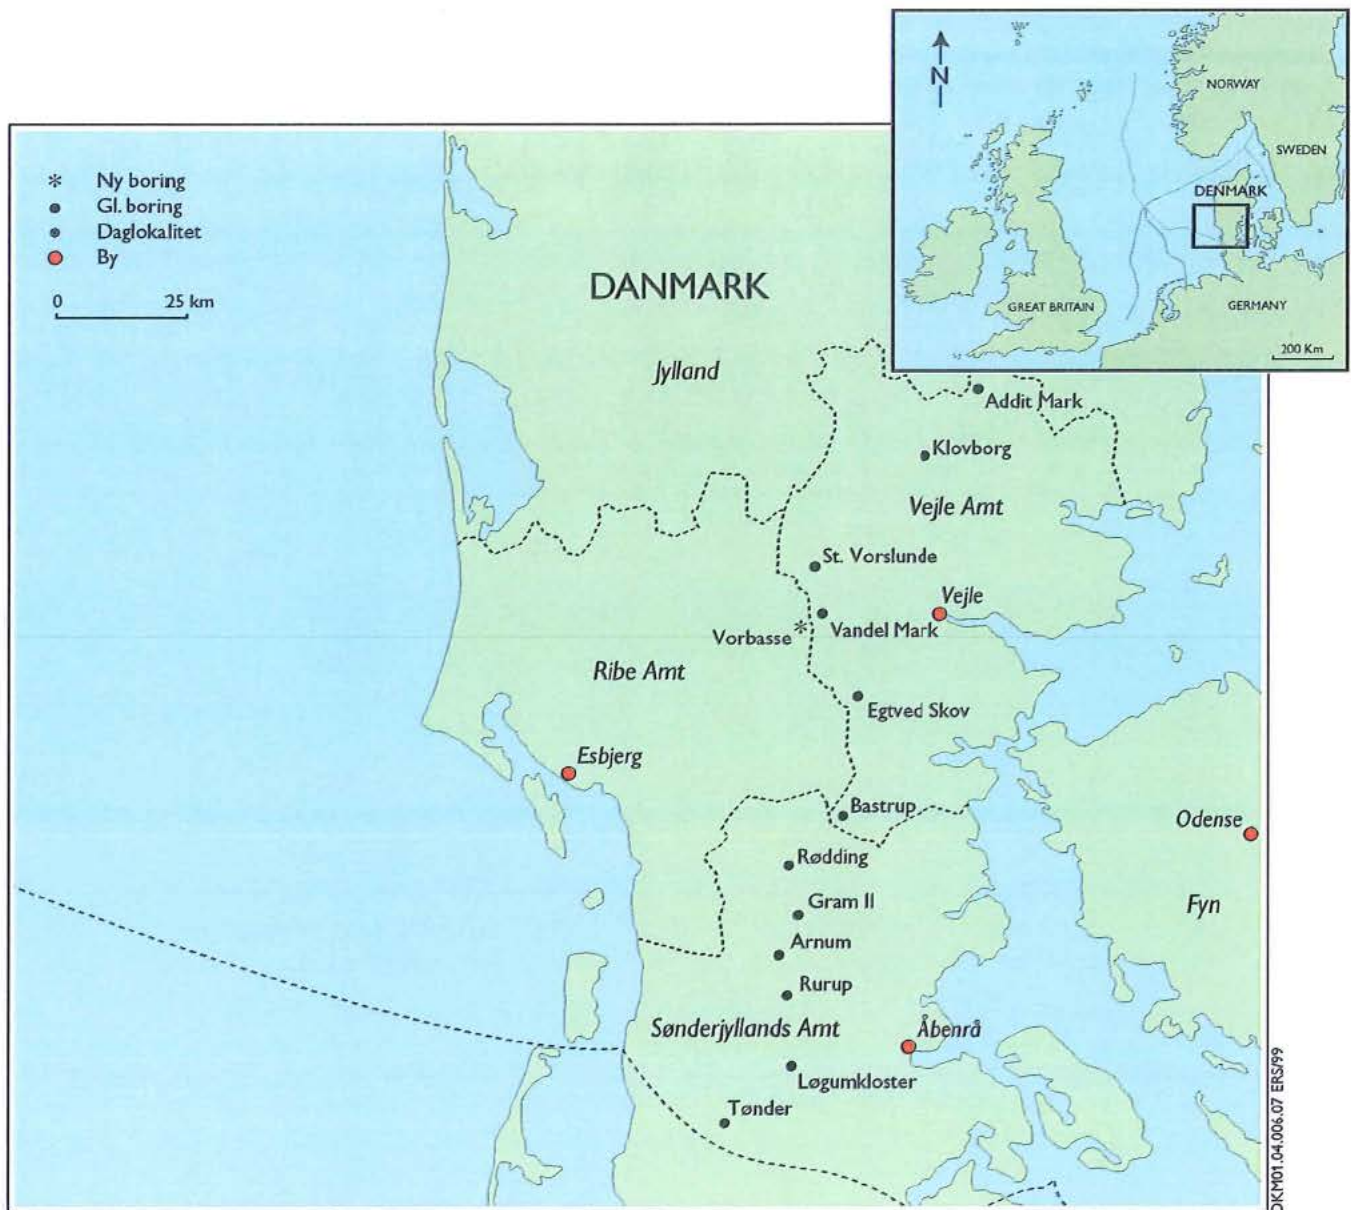 N
NORWAY
SWEDEN
DENMARK
GREAT BRITAIN
GERMANY
200 Km
* Ny boring
Gl. boring
Daglokalitet
By
0 25 km
DANMARK
Jylland
Addit Mark
Klovborg
Vejle Amt
St. Vorslunde
Vejle
Vandel Mark
Vorbasse *
Ribe Amt
Egtved Skov
Esbjerg
Bastrup
Odense
Rødding
Gram II
Fyn
Arnum
Rurup
Sønderjyllands Amt
Åbenrå
Løgumkloster
Tønder
DKM01.04.006.07 ERS/99